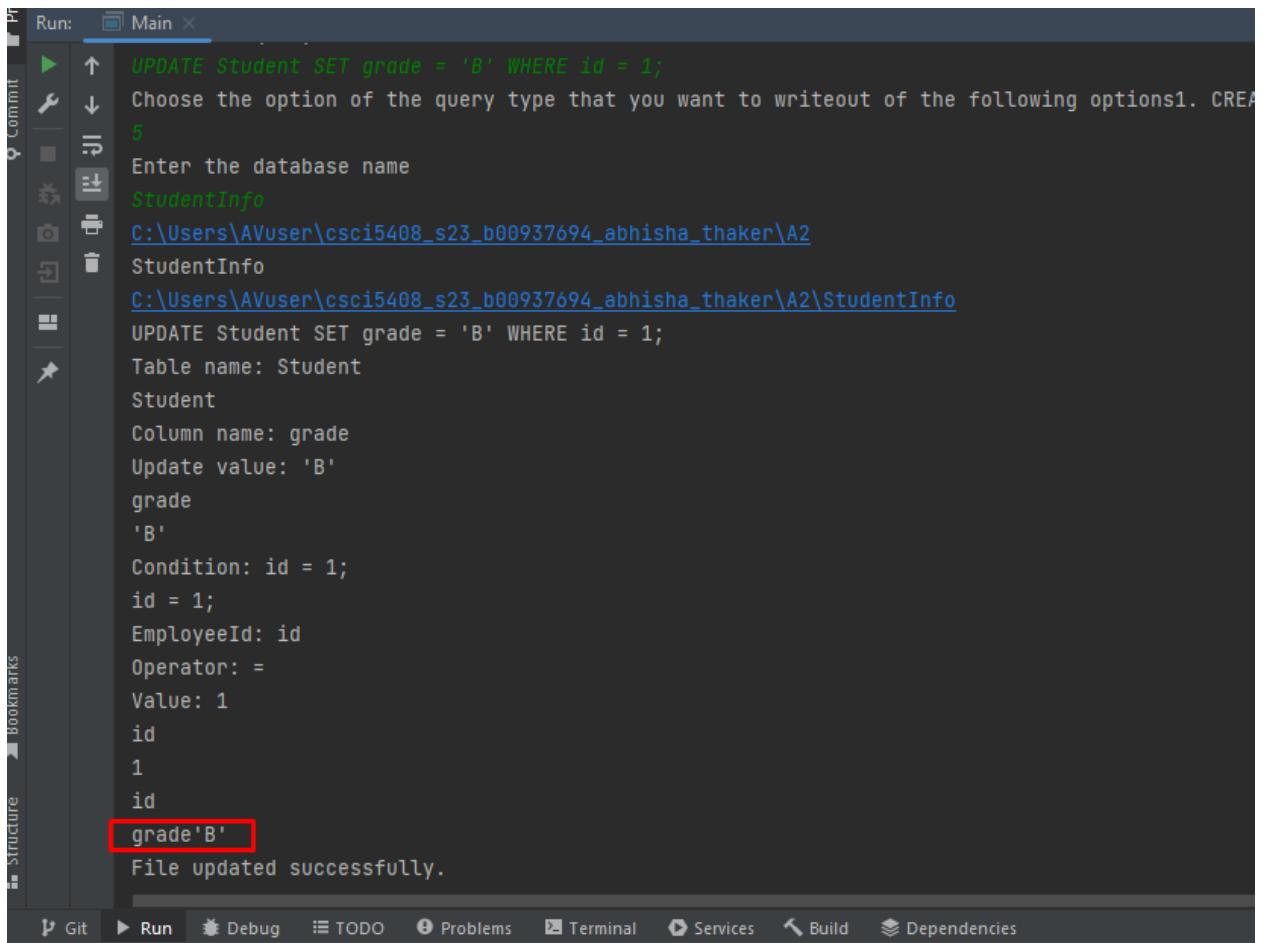 Run: Main
UPDATE Student SET grade = 'B' WHERE id = 1;
Choose the option of the query type that you want to writeout of the following options1.
5
Enter the database name
StudentInfo
C:\Users\AVuser\csci5408_s23_b00937694_abhisha_thaker\A2
StudentInfo
C:\Users\AVuser\csci5408_s23_b00937694_abhisha_thaker\A2\StudentInfo
UPDATE Student SET grade = 'B' WHERE id = 1;
Table name: Student
Student
Column name: grade
Update value: 'B'
grade
'B'
Condition: id = 1;
id = 1;
EmployeeId: id
Operator: =
Value: 1
id
1
id
grade'B'
File updated successfully.
Commit
Bookmarks
Structure
Git Run Debug TODO Problems Terminal Services Build Dependencies